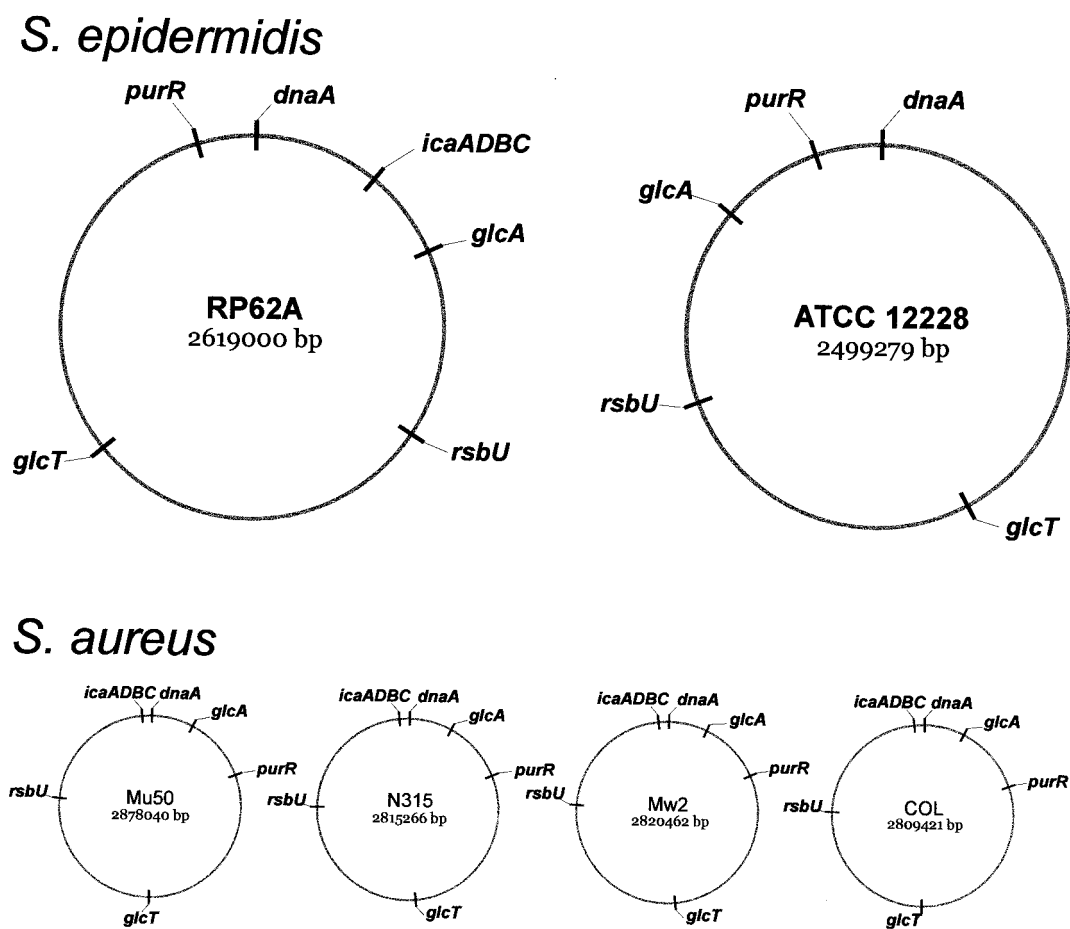 S. epidermidis
purR
dnaA
icaADBC
glcA
RP62A
2619000 bp
glcT
rsbU
purR
dnaA
glcA
ATCC 12228
2499279 bp
rsbU
glcT
S. aureus
icaADBC dnaA
glcA
purR
rsbU
Mu50
2878040 bp
glcT
icaADBC dnaA
glcA
purR
rsbU
N315
2815266 bp
glcT
icaADBC dnaA
glcA
purR
rsbU
Mw2
2820462 bp
glcT
icaADBC dnaA
glcA
purR
rsbU
COL
2809421 bp
glcT